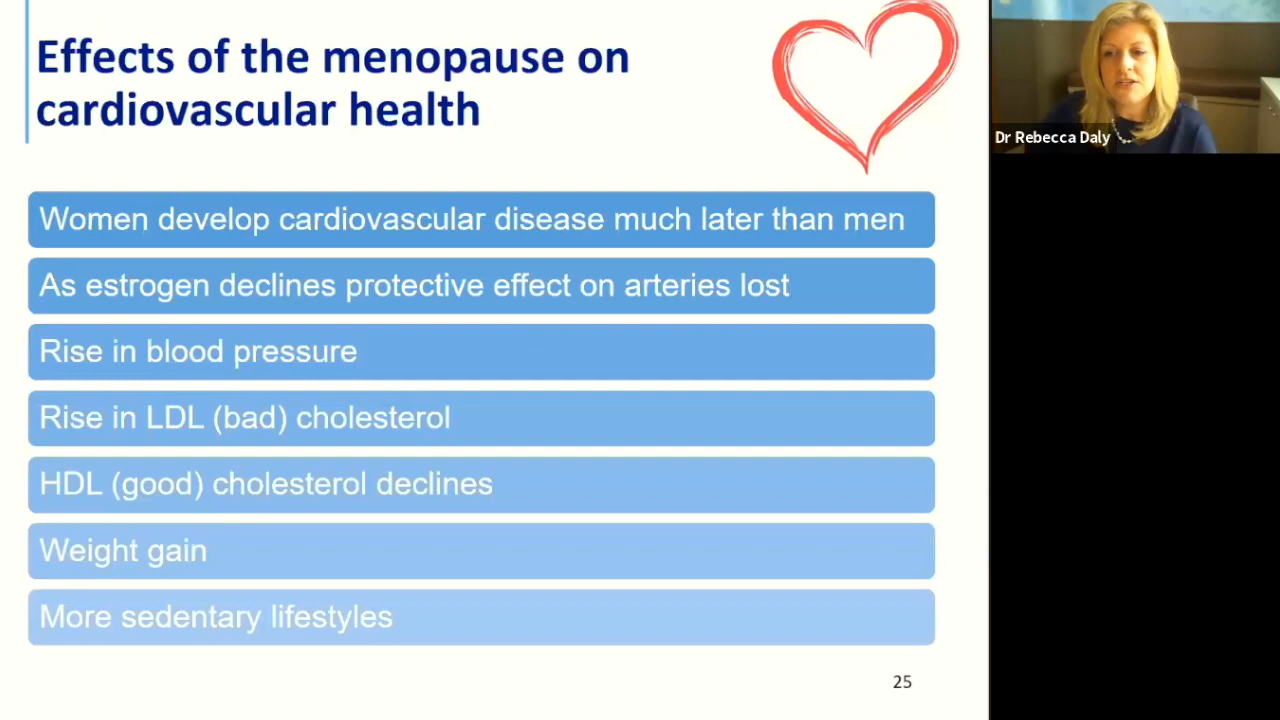 Effects of the menopause on
cardiovascular health
Dr Rebecca Daly
Women develop cardiovascular disease much later than men
As estrogen declines protective effect on arteries lost
Rise in blood pressure
Rise in LDL (bad) cholesterol
HDL (good) cholesterol declines
Weight gain
More sedentary lifestyles
25